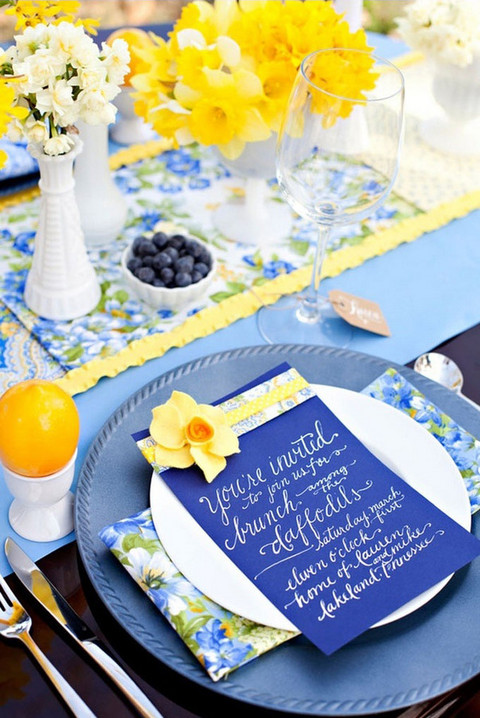 You're invited
to join us for a
brunch among
the
daffodils
saturday march
first
elven o'clock
home of lauren
and mike
lakeland, tennessee